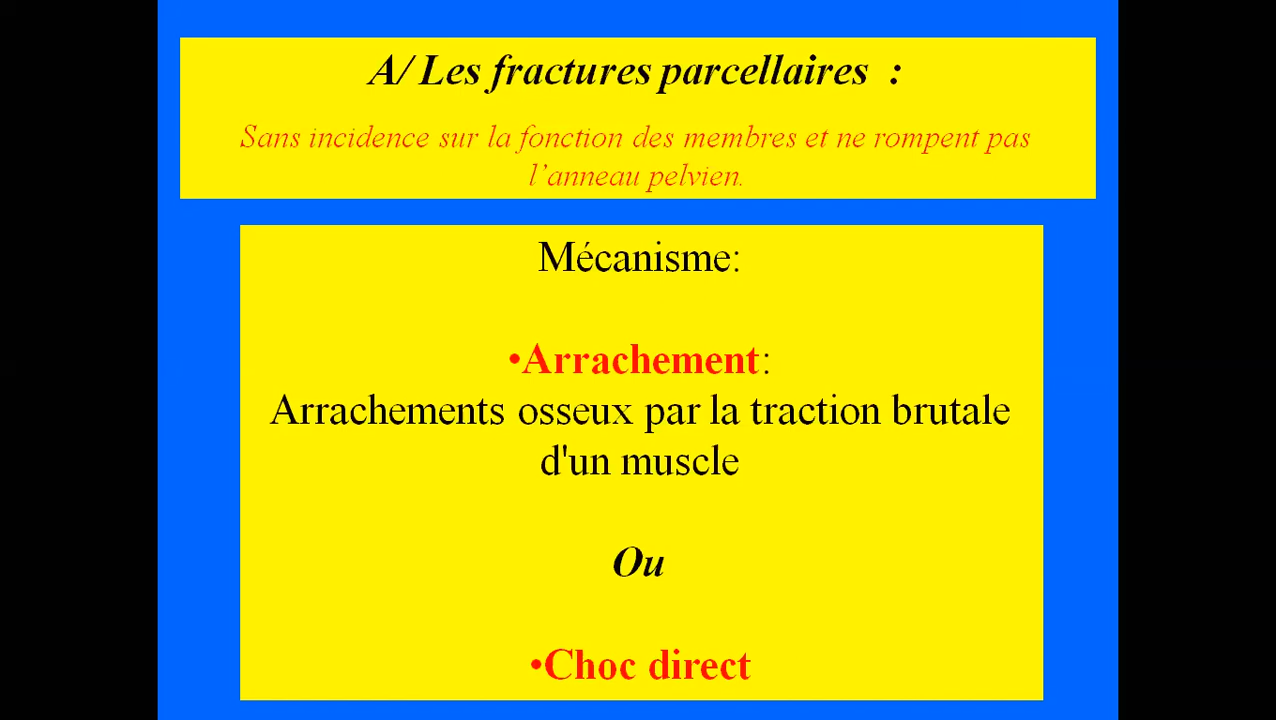 A/ Les fractures parcellaires  :
Sans incidence sur la fonction des membres et ne rompent pas
l’anneau pelvien.
Mécanisme:
•Arrachement:
Arrachements osseux par la traction brutale
d'un muscle
Ou
•Choc direct